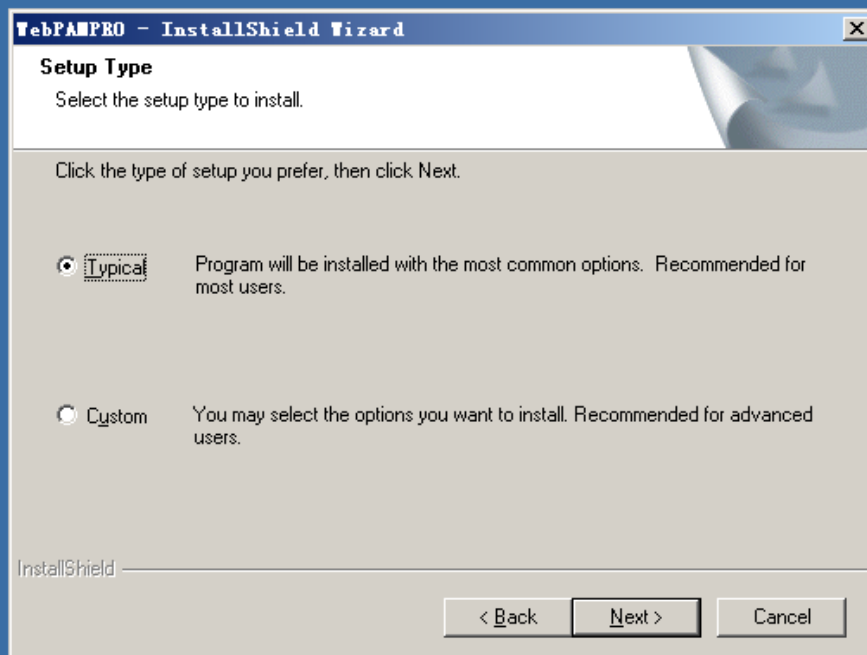 WebPAMPRO - InstallShield Wizard
Setup Type
Select the setup type to install.
Click the type of setup you prefer, then click Next.
Typical
Program will be installed with the most common options. Recommended for
most users.
Custom
You may select the options you want to install. Recommended for advanced
users.
InstallShield
< Back
Next >
Cancel